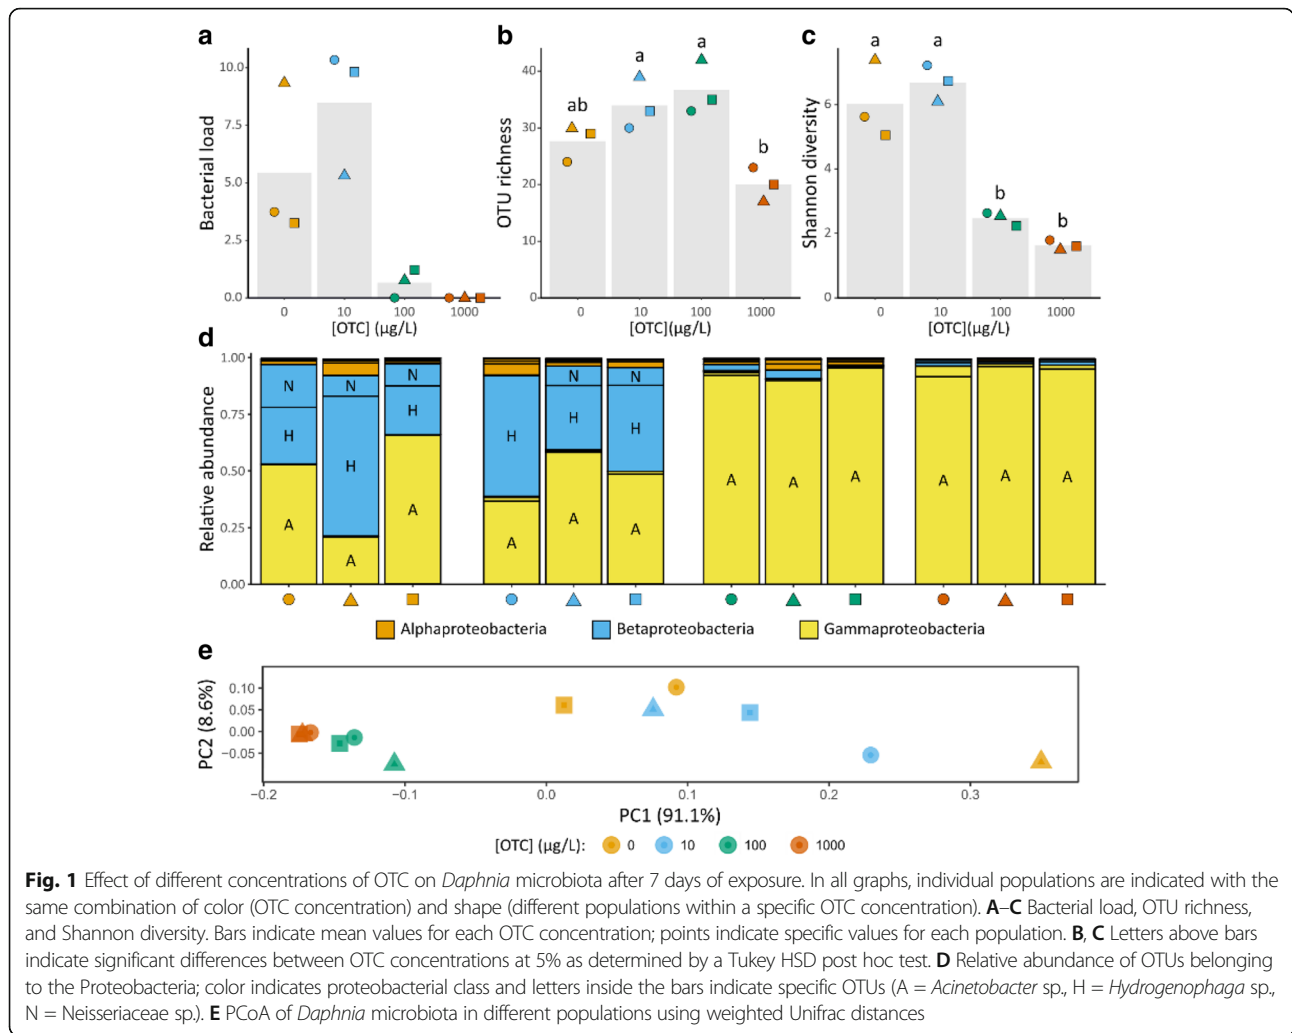 a
10.0
7.5
5.0
2.5
0.0
Bacterial load
0 10 100 1000
[OTC] (µg/L)
b
40
30
20
10
0
OTU richness
ab a a b
0 10 100 1000
[OTC](µg/L)
c
6
4
2
0
Shannon diversity
a a b b
0 10 100 1000
[OTC](µg/L)
d
1.00
0.75
0.50
0.25
0.00
Relative abundance
N H A
N H A
N H A
H A
N H A
N H A
A A A
A A A
Alphaproteobacteria Betaproteobacteria Gammaproteobacteria
e
0.10
0.05
0.00
−0.05
PC2 (8.6%)
−0.2 −0.1 0.0 0.1 0.2 0.3
PC1 (91.1%)
[OTC] (µg/L): 0 10 100 1000
Fig. 1 Effect of different concentrations of OTC on Daphnia microbiota after 7 days of exposure. In all graphs, individual populations are indicated with the
same combination of color (OTC concentration) and shape (different populations within a specific OTC concentration). A–C Bacterial load, OTU richness,
and Shannon diversity. Bars indicate mean values for each OTC concentration; points indicate specific values for each population. B, C Letters above bars
indicate significant differences between OTC concentrations at 5% as determined by a Tukey HSD post hoc test. D Relative abundance of OTUs belonging
to the Proteobacteria; color indicates proteobacterial class and letters inside the bars indicate specific OTUs (A = Acinetobacter sp., H = Hydrogenophaga sp.,
N = Neisseriaceae sp.). E PCoA of Daphnia microbiota in different populations using weighted Unifrac distances